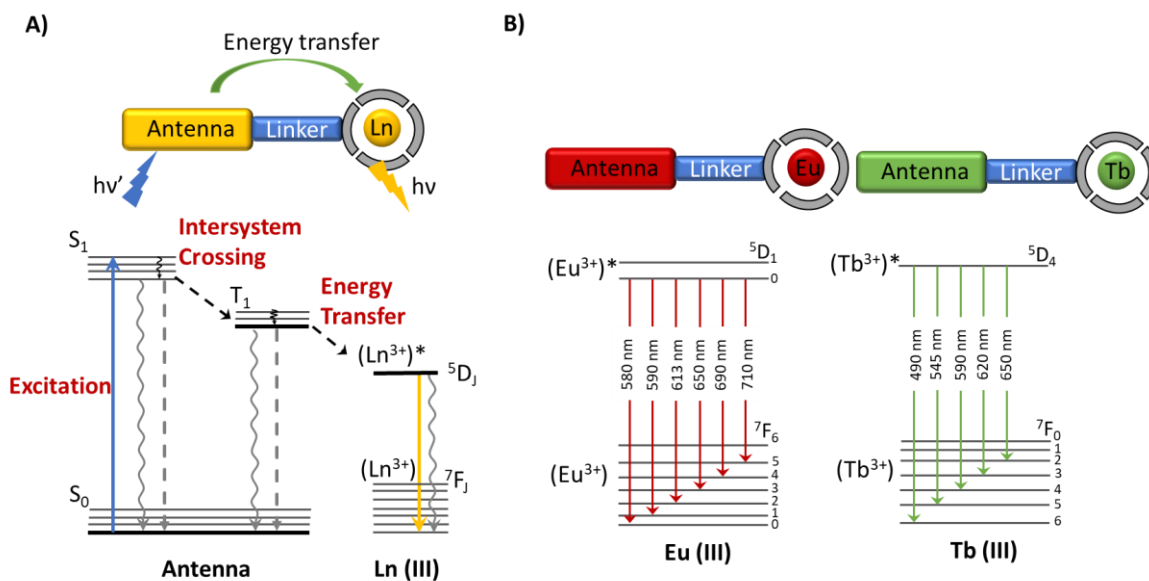 A)
Energy transfer
Antenna
Linker
Ln
hν'
hν
S1
Intersystem
Crossing
T1
Energy
Transfer
(Ln³⁺)*
⁵DJ
Excitation
(Ln³⁺)
⁷FJ
S0
Antenna
Ln (III)
B)
Antenna
Linker
Eu
Antenna
Linker
Tb
(Eu³⁺)*
⁵D1
0
580 nm
590 nm
613 nm
650 nm
690 nm
710 nm
⁷F6
5
4
3
2
1
0
(Eu³⁺)
Eu (III)
(Tb³⁺)*
⁵D4
490 nm
545 nm
590 nm
620 nm
650 nm
⁷F0
1
2
3
4
5
6
(Tb³⁺)
Tb (III)